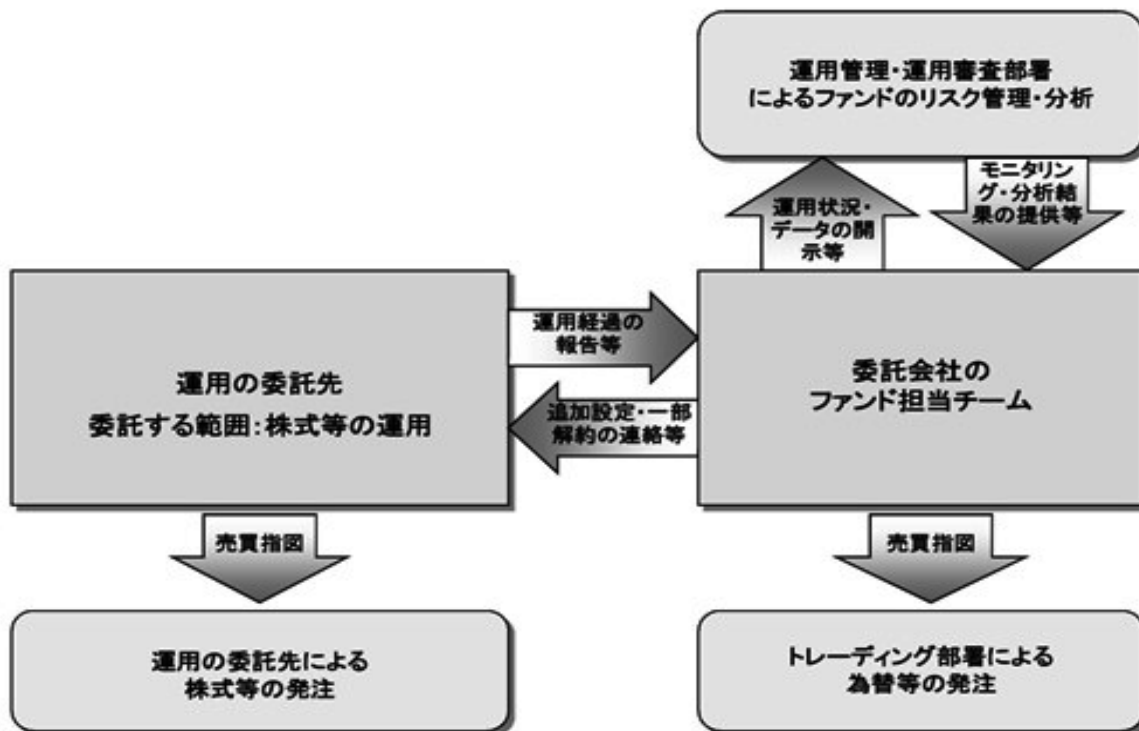 運用管理・運用審査部署
によるファンドのリスク管理・分析
運用状況・
データの開
示等
モニタリン
グ・分析結
果の提供等
運用の委託先
委託する範囲:株式等の運用
運用経過の
報告等
追加設定・一部
解約の連絡等
委託会社の
ファンド担当チーム
売買指図
売買指図
運用の委託先による
株式等の発注
トレーディング部署による
為替等の発注